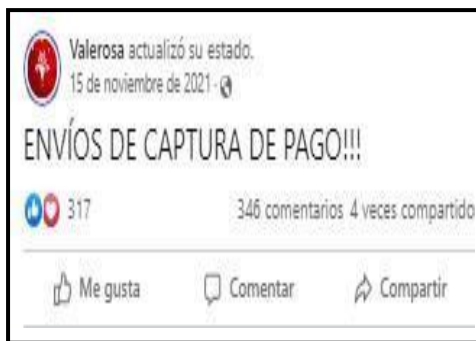 Valerosa actualizó su estado.
15 de noviembre de 2021 ·
ENVÍOS DE CAPTURA DE PAGO!!!
317 346 comentarios 4 veces compartido
Me gusta Comentar Compartir